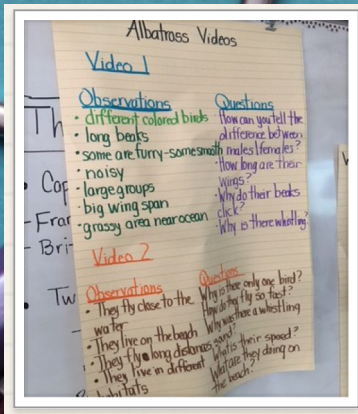 Albatross Videos
Video 1
Observations
• different colored birds
• long beaks
• some are furry-some smooth
• noisy
• large groups
• big wing span
• grassy area near ocean
Questions
• How can you tell the
difference between
males/females?
• How long are their
wings?
• Why do their beaks
click?
• Why is there whistling?
Video 2
Observations
• They fly close to the
water
• They live on the beach
• They fly long distances
• They live in different
habitats
Questions
Why is there only one bird?
How do they fly so fast?
Why was there a whistling
sound?
What is their speed?
What are they doing on
the beach?
Th
•
- Fran
- Bri-
• Tw